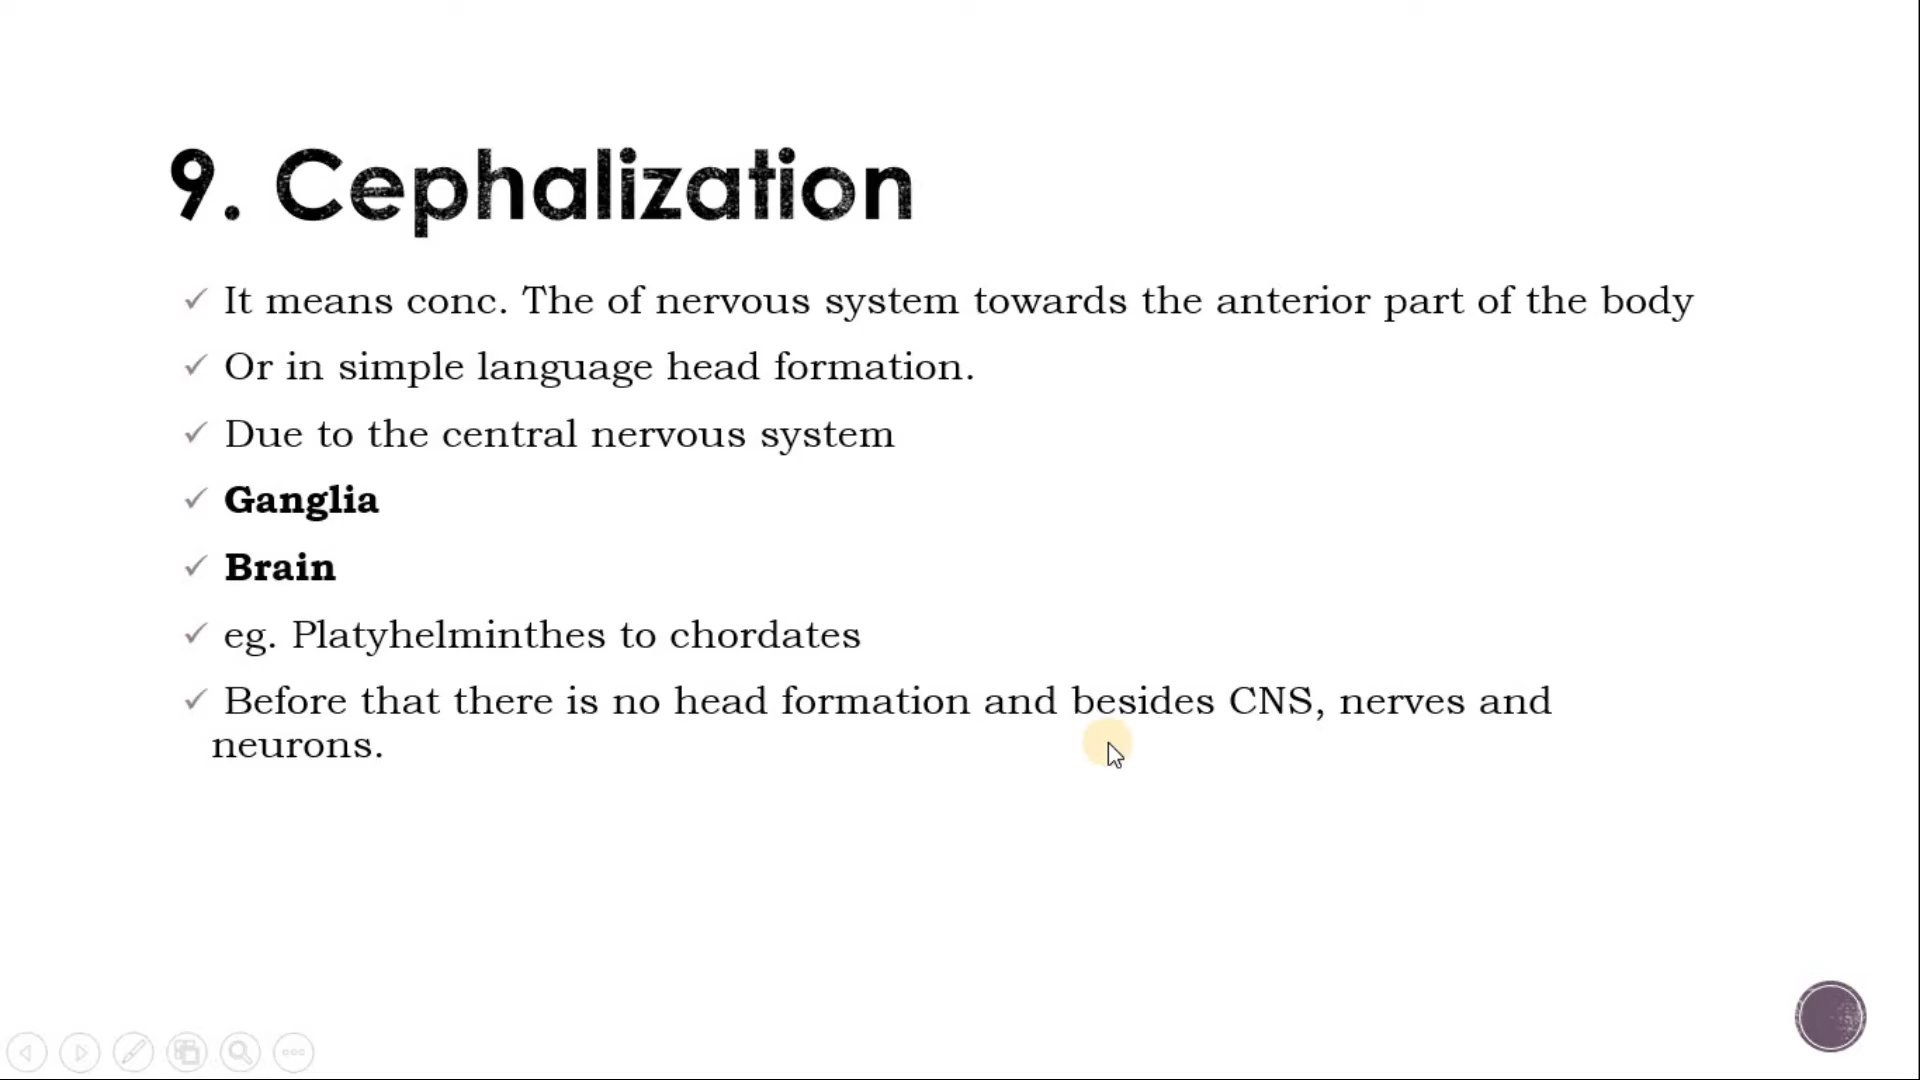 9. Cephalization
✓ It means conc. The of nervous system towards the anterior part of the body
✓ Or in simple language head formation.
✓ Due to the central nervous system
✓ Ganglia
✓ Brain
✓ eg. Platyhelminthes to chordates
✓ Before that there is no head formation and besides CNS, nerves and
neurons.